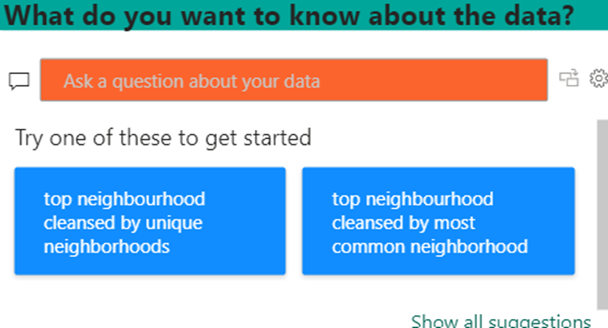 What do you want to know about the data?
Ask a question about your data
Try one of these to get started
top neighbourhood
cleansed by unique
neighborhoods
top neighbourhood
cleansed by most
common neighborhood
Show all suggestions